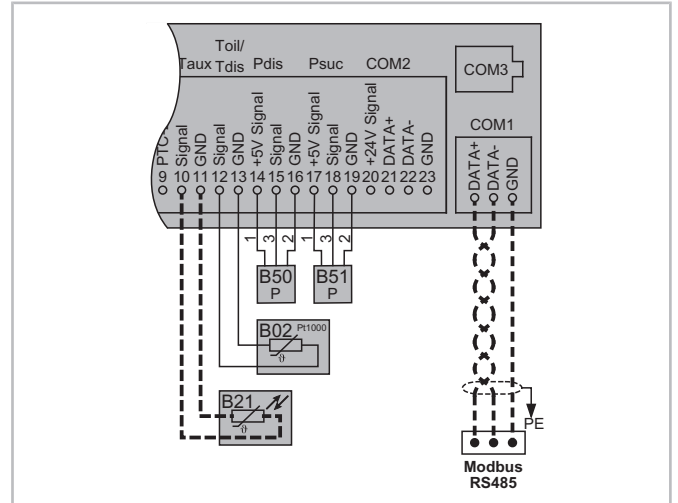 Toil/
Taux Tdis Pdis Psuc COM2
COM3
COM1
PTC-
Signal
GND
Signal
GND
+5V Signal
Signal
GND
+5V Signal
Signal
GND
+24V Signal
DATA+
DATA-
GND
9 10 11 12 13 14 15 16 17 18 19 20 21 22 23
DATA+
DATA-
GND
1 3 2
1 3 2
B50
P
B51
P
B02 Pt1000
ϑ
B21
ϑ
PE
Modbus
RS485